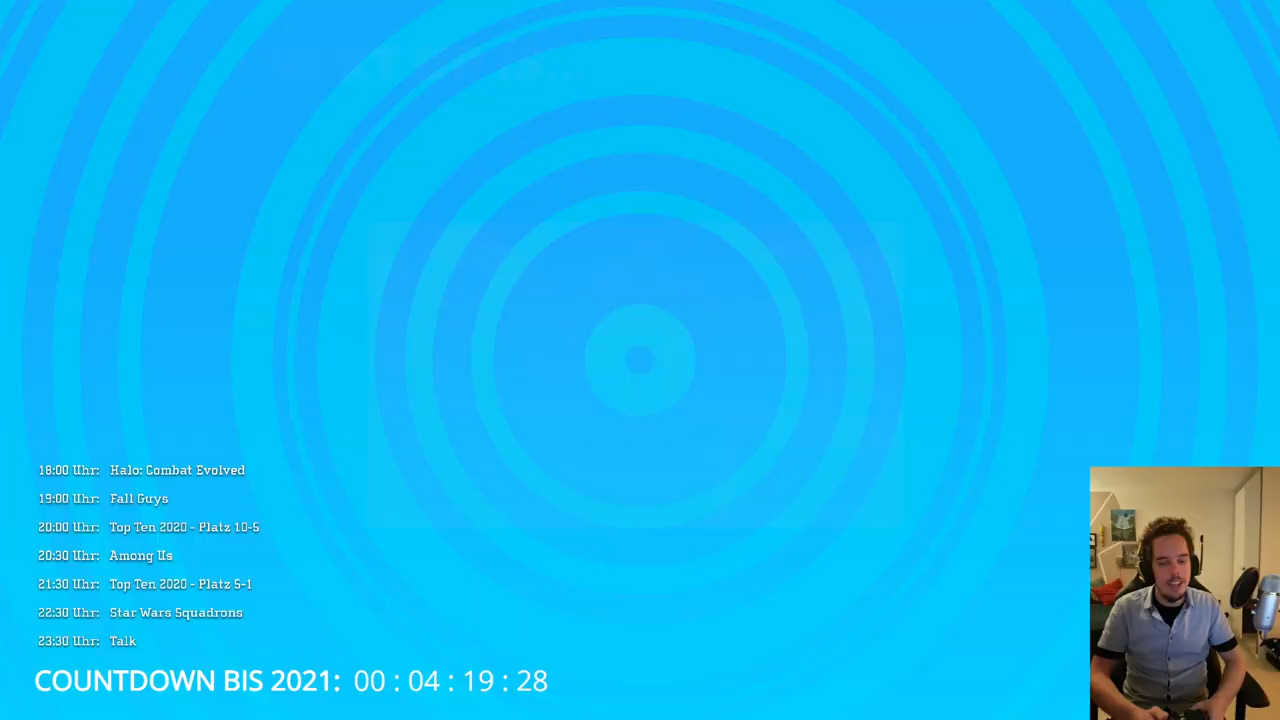 18:00 Uhr: Halo: Combat Evolved
19:00 Uhr: Fall Guys
20:00 Uhr: Top Ten 2020 - Platz 10-5
20:30 Uhr: Among Us
21:30 Uhr: Top Ten 2020 - Platz 5-1
22:30 Uhr: Star Wars Squadrons
23:30 Uhr: Talk
COUNTDOWN BIS 2021: 00 : 04 : 19 : 28